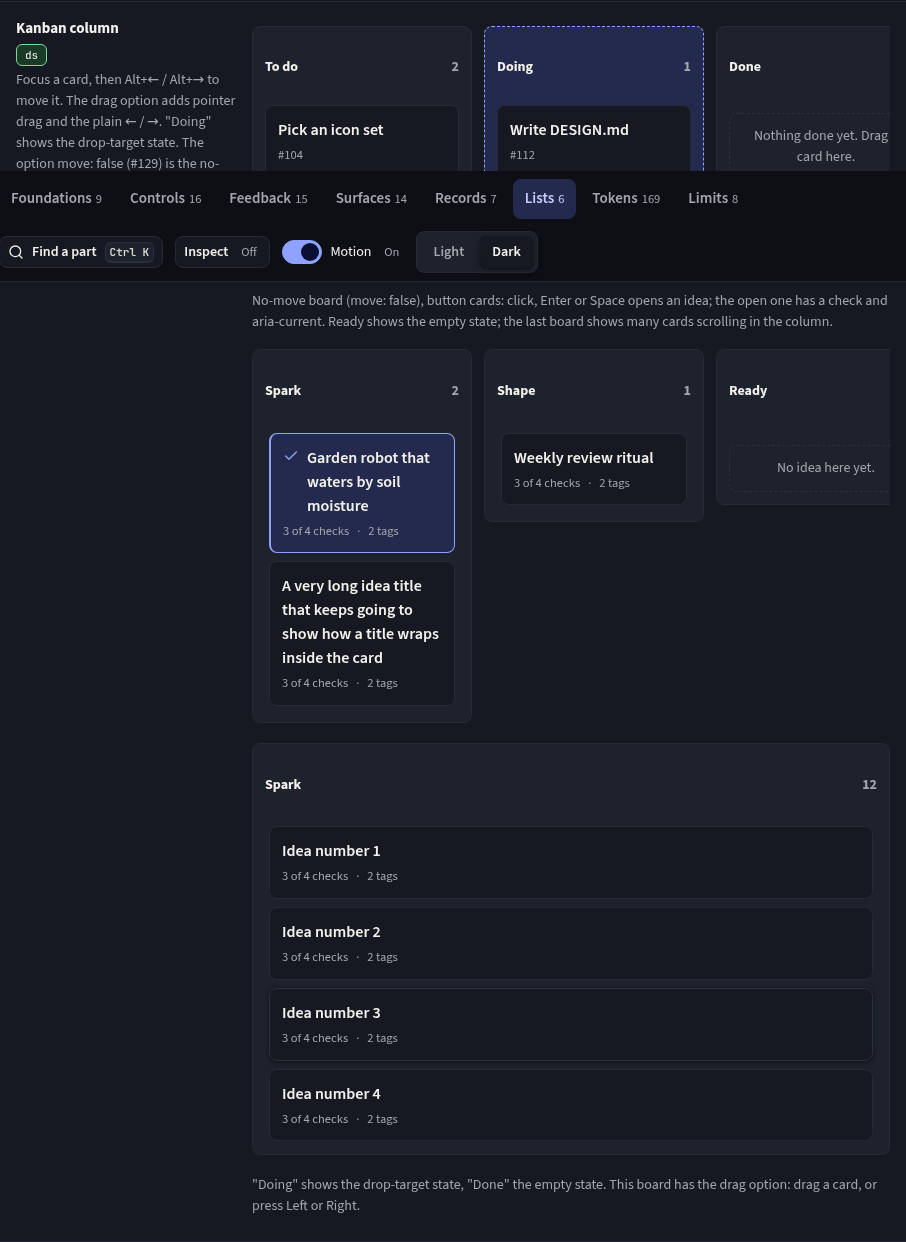 Kanban column
ds
Focus a card, then Alt+← / Alt+→ to
move it. The drag option adds pointer
drag and the plain ← / →. "Doing"
shows the drop-target state. The
option move: false (#129) is the no-
To do 2
Pick an icon set
#104
Doing 1
Write DESIGN.md
#112
Done
Nothing done yet. Drag
card here.
Foundations 9 Controls 16 Feedback 15 Surfaces 14 Records 7 Lists 6 Tokens 169 Limits 8
Find a part Ctrl K Inspect Off Motion On Light Dark
No-move board (move: false), button cards: click, Enter or Space opens an idea; the open one has a check and
aria-current. Ready shows the empty state; the last board shows many cards scrolling in the column.
Spark 2
Garden robot that
waters by soil
moisture
3 of 4 checks · 2 tags
A very long idea title
that keeps going to
show how a title wraps
inside the card
3 of 4 checks · 2 tags
Shape 1
Weekly review ritual
3 of 4 checks · 2 tags
Ready
No idea here yet.
Spark 12
Idea number 1
3 of 4 checks · 2 tags
Idea number 2
3 of 4 checks · 2 tags
Idea number 3
3 of 4 checks · 2 tags
Idea number 4
3 of 4 checks · 2 tags
"Doing" shows the drop-target state, "Done" the empty state. This board has the drag option: drag a card, or
press Left or Right.